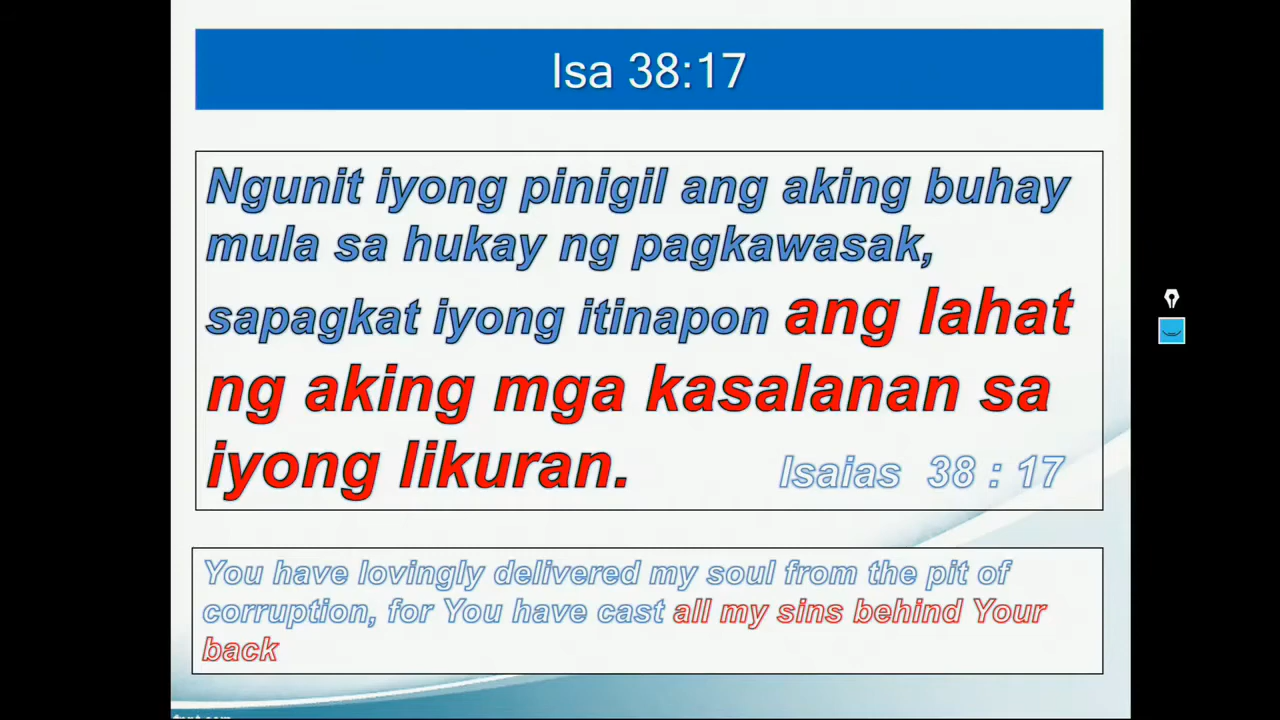 Isa 38:17
Ngunit iyong pinigil ang aking buhay
mula sa hukay ng pagkawasak,
sapagkat iyong itinapon ang lahat
ng aking mga kasalanan sa
iyong likuran. Isaias 38 : 17
You have lovingly delivered my soul from the pit of
corruption, for You have cast all my sins behind Your
back